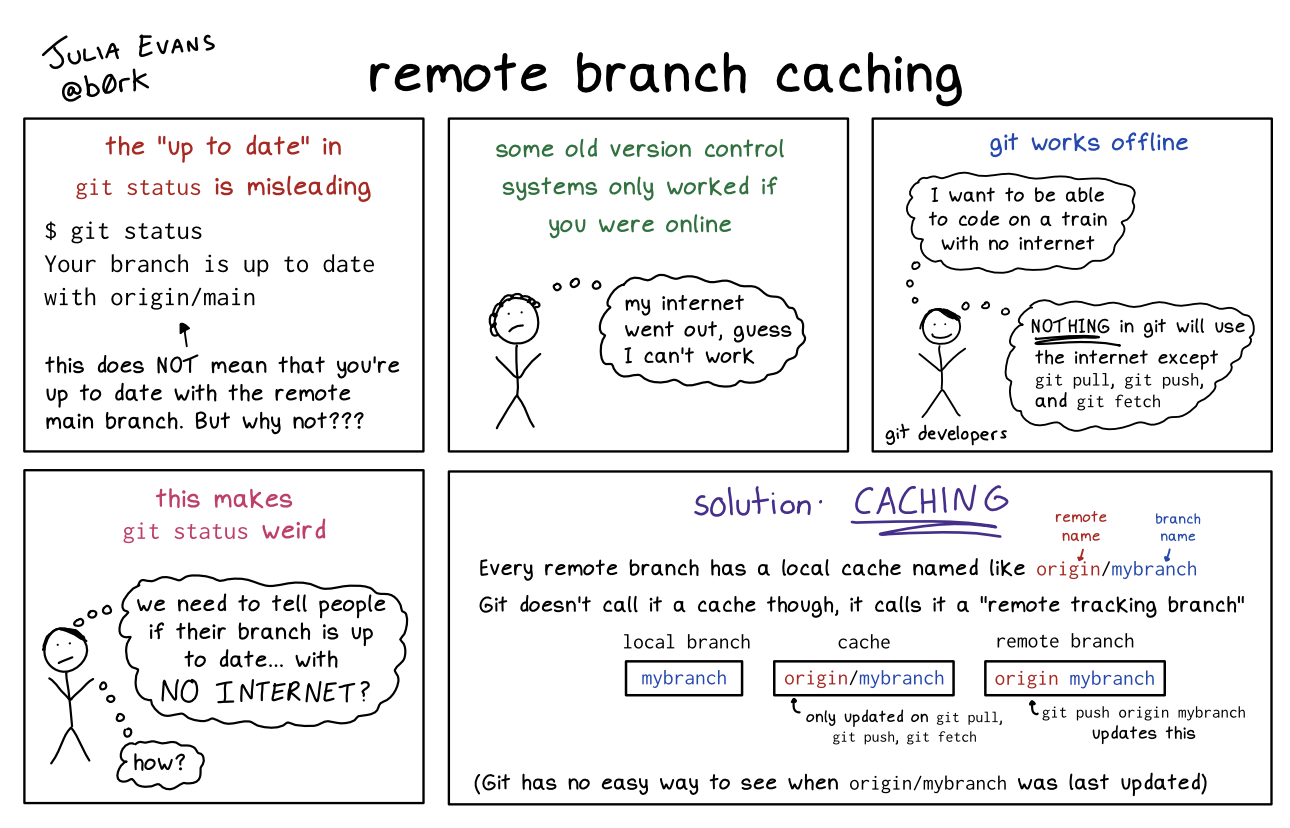 JULIA EVANS
@b0rk
remote branch caching
the "up to date" in
git status is misleading
$ git status
Your branch is up to date
with origin/main
this does NOT mean that you're
up to date with the remote
main branch. But why not???
some old version control
systems only worked if
you were online
my internet
went out, guess
I can't work
git works offline
I want to be able
to code on a train
with no internet
NOTHING in git will use
the internet except
git pull, git push,
and git fetch
git developers
this makes
git status weird
we need to tell people
if their branch is up
to date... with
NO INTERNET?
how?
solution: CACHING
remote
name
branch
name
Every remote branch has a local cache named like origin/mybranch
Git doesn't call it a cache though, it calls it a "remote tracking branch"
local branch
mybranch
cache
origin/mybranch
only updated on git pull,
git push, git fetch
remote branch
origin mybranch
git push origin mybranch
updates this
(Git has no easy way to see when origin/mybranch was last updated)